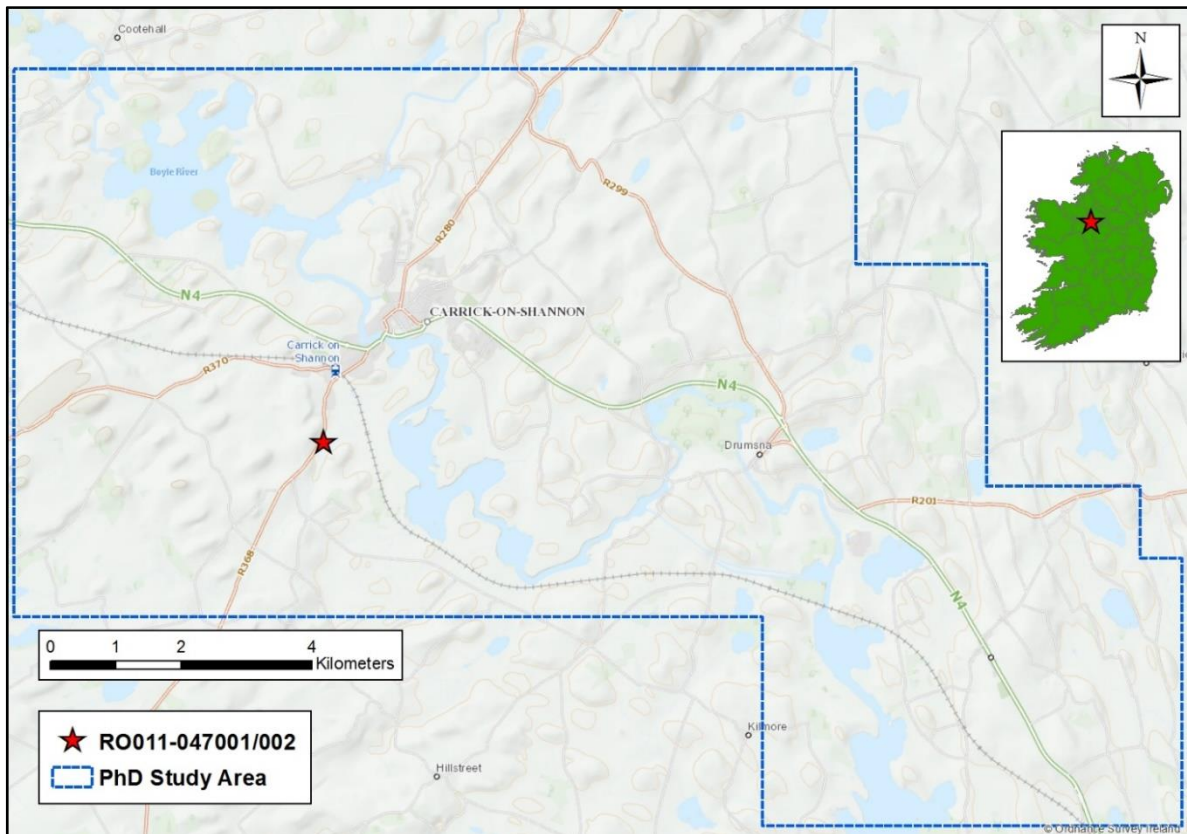 Cootehall
N
Boyle River
R299
R280
N4
CARRICK-ON-SHANNON
Carrick on
Shannon
R370
N4
Drumsna
R201
R368
N4
0 1 2 4
Kilometers
Killmore
RO011-047001/002
PhD Study Area
Hillstreet
© Ordnance Survey Ireland